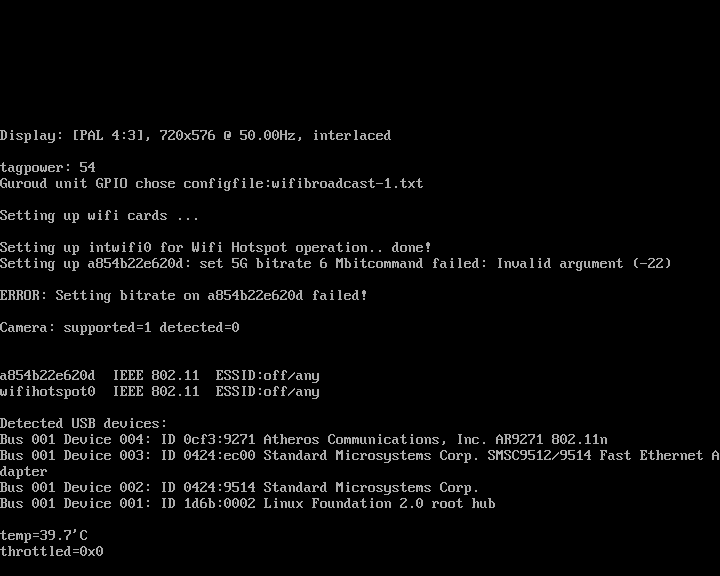 Display: [PAL 4:3], 720x576 @ 50.00Hz, interlaced
tagpower: 54
Guroud unit GPIO chose configfile:wifibroadcast-1.txt
Setting up wifi cards ...
Setting up intwifi0 for Wifi Hotspot operation.. done!
Setting up a854b22e620d: set 5G bitrate 6 Mbitcommand failed: Invalid argument (-22)
ERROR: Setting bitrate on a854b22e620d failed!
Camera: supported=1 detected=0
a854b22e620d  IEEE 802.11  ESSID:off/any
wifihotspot0  IEEE 802.11  ESSID:off/any
Detected USB devices:
Bus 001 Device 004: ID 0cf3:9271 Atheros Communications, Inc. AR9271 802.11n
Bus 001 Device 003: ID 0424:ec00 Standard Microsystems Corp. SMSC9512/9514 Fast Ethernet A
dapter
Bus 001 Device 002: ID 0424:9514 Standard Microsystems Corp.
Bus 001 Device 001: ID 1d6b:0002 Linux Foundation 2.0 root hub
temp=39.7'C
throttled=0x0